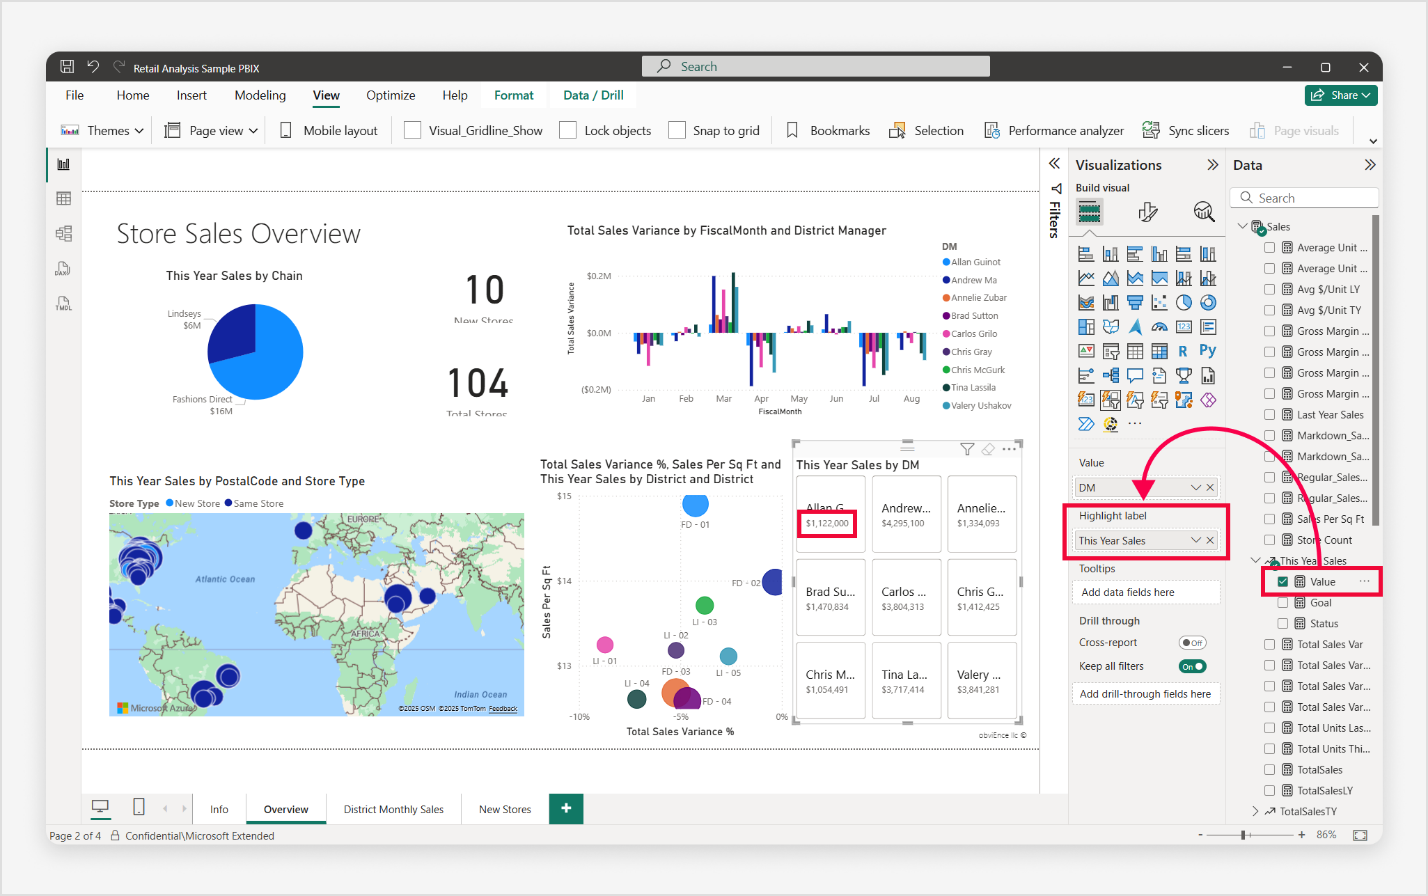 Retail Analysis Sample PBIX
Search
File Home Insert Modeling View Optimize Help Format Data / Drill
Share
Themes Page view Mobile layout Visual_Gridline_Show Lock objects Snap to grid Bookmarks Selection Performance analyzer Sync slicers Page visuals
DAX
TMDL
Store Sales Overview
This Year Sales by Chain
Lindseys
$6M
Fashions Direct
$16M
10
New Stores
104
Total Stores
Total Sales Variance by FiscalMonth and District Manager
Total Sales Variance
$0.2M
$0.0M
($0.2M)
Jan Feb Mar Apr May Jun Jul Aug
FiscalMonth
DM
Allan Guinot
Andrew Ma
Annelie Zubar
Brad Sutton
Carlos Grilo
Chris Gray
Chris McGurk
Tina Lassila
Valery Ushakov
This Year Sales by PostalCode and Store Type
Store Type New Store Same Store
EUROPE
Atlantic Ocean
AFRICA
SOUTH AMERICA
Indian Ocean
Microsoft Azure
©2025 OSM ©2025 TomTom Feedback
Total Sales Variance %, Sales Per Sq Ft and
This Year Sales by District and District
Sales Per Sq Ft
$15
$14
$13
FD - 01
FD - 02
LI - 03
LI - 02
LI - 01
FD - 03
LI - 05
LI - 04
FD - 04
-10% -5% 0%
Total Sales Variance %
This Year Sales by DM
Allan G...
$1,122,000
Andrew...
$4,295,100
Annelie...
$1,334,093
Brad Su...
$1,470,834
Carlos ...
$3,804,313
Chris G...
$1,412,425
Chris M...
$1,054,491
Tina La...
$3,717,414
Valery ...
$3,841,281
obviEnce llc ©
Filters
Visualizations
Build visual
123
R Py
123
Value
DM
Highlight label
This Year Sales
Tooltips
Add data fields here
Drill through
Cross-report Off
Keep all filters On
Add drill-through fields here
Data
Search
Sales
Average Unit ...
Average Unit ...
Avg $/Unit LY
Avg $/Unit TY
Gross Margin ...
Gross Margin ...
Gross Margin ...
Gross Margin ...
Last Year Sales
Markdown_Sa...
Markdown_Sa...
Regular_Sales...
Regular_Sales...
Sales Per Sq Ft
Store Count
This Year Sales
Value
Goal
Status
Total Sales Var
Total Sales Var...
Total Sales Var...
Total Sales Var...
Total Units Las...
Total Units Thi...
TotalSales
TotalSalesLY
TotalSalesTY
Info Overview District Monthly Sales New Stores +
Page 2 of 4 Confidential\Microsoft Extended
- + 86%